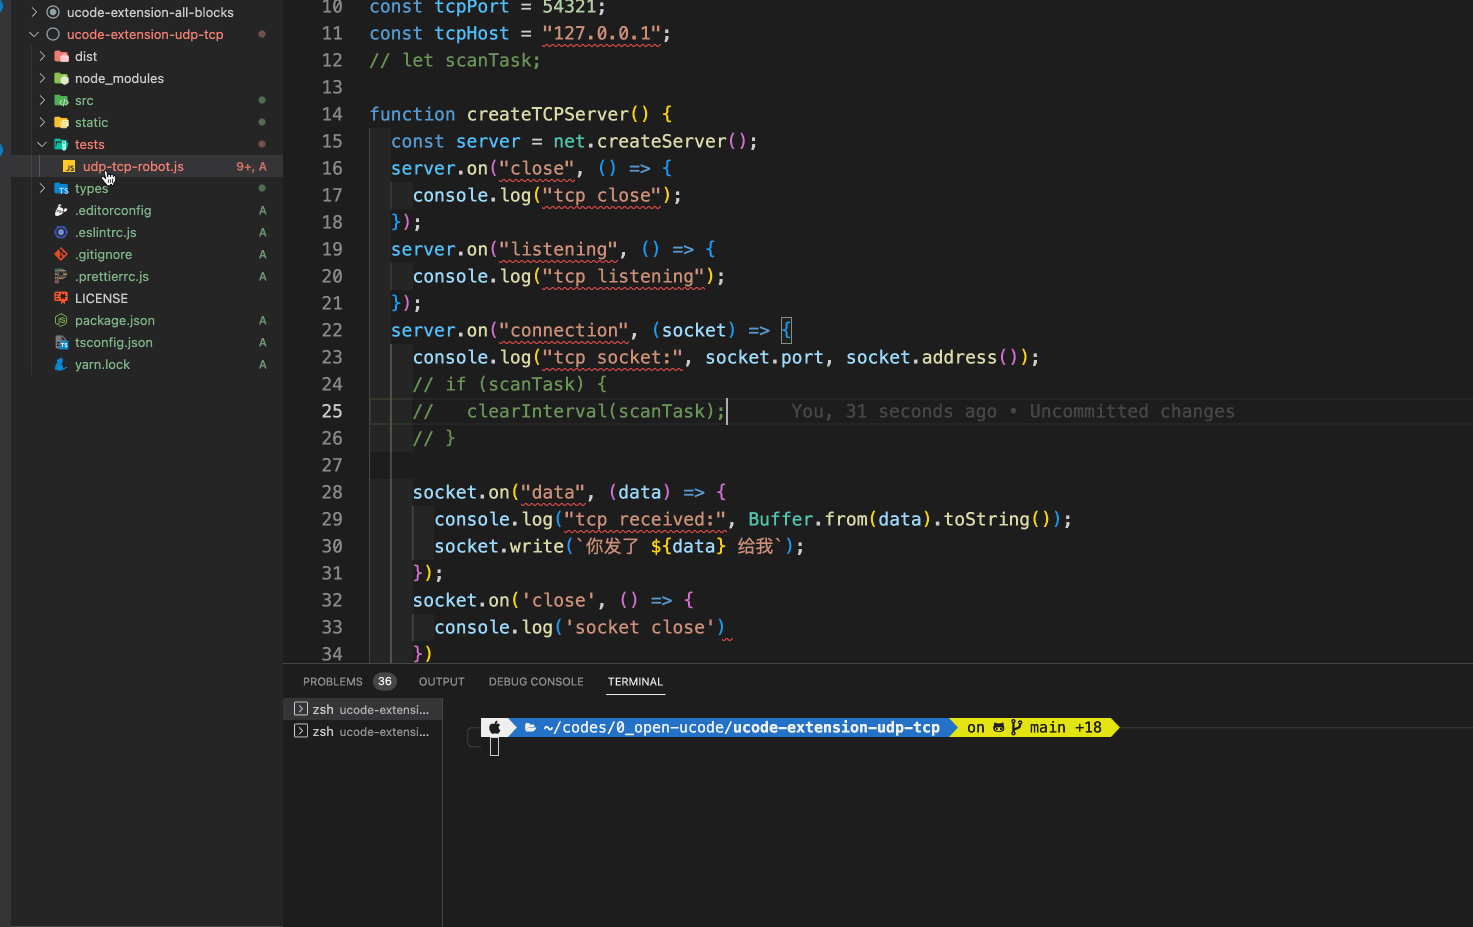 ucode-extension-all-blocks
ucode-extension-udp-tcp
dist
node_modules
src
static
tests
udp-tcp-robot.js 9+, A
types
.editorconfig A
.eslintrc.js A
.gitignore A
.prettierrc.js A
LICENSE
package.json A
tsconfig.json A
yarn.lock A
10 const tcpPort = 54321;
11 const tcpHost = "127.0.0.1";
12 // let scanTask;
13
14 function createTCPServer() {
15 const server = net.createServer();
16 server.on("close", () => {
17 console.log("tcp close");
18 });
19 server.on("listening", () => {
20 console.log("tcp listening");
21 });
22 server.on("connection", (socket) => {
23 console.log("tcp socket:", socket.port, socket.address());
24 // if (scanTask) {
25 //   clearInterval(scanTask); You, 31 seconds ago • Uncommitted changes
26 // }
27
28 socket.on("data", (data) => {
29 console.log("tcp received:", Buffer.from(data).toString());
30 socket.write(`你发了 ${data} 给我`);
31 });
32 socket.on('close', () => {
33 console.log('socket close')
34 })
PROBLEMS 36 OUTPUT DEBUG CONSOLE TERMINAL
zsh ucode-extensi...
zsh ucode-extensi...
~/codes/0_open-ucode/ucode-extension-udp-tcp on main +18